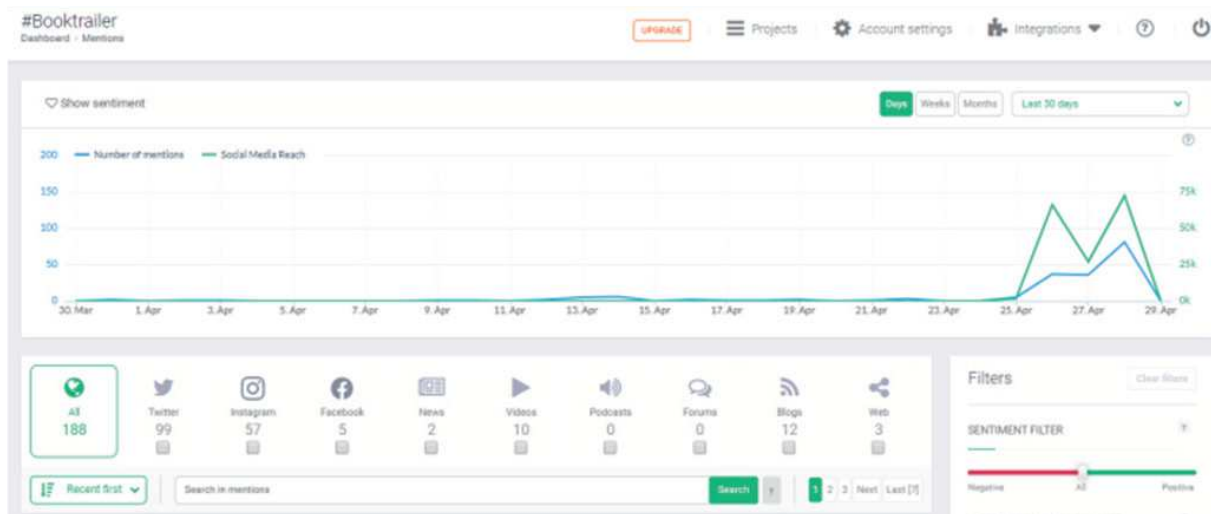 #Booktrailer
Dashboard › Mentions
UPGRADE Projects Account settings Integrations ?
Show sentiment
Days Weeks Months Last 30 days
?
200 Number of mentions Social Media Reach
150 75k
100 50k
50 25k
0 0k
30. Mar 1. Apr 3. Apr 5. Apr 7. Apr 9. Apr 11. Apr 13. Apr 15. Apr 17. Apr 19. Apr 21. Apr 23. Apr 25. Apr 27. Apr 29. Apr
All Twitter Instagram Facebook News Videos Podcasts Forums Blogs Web
188 99 57 5 2 10 0 0 12 3
Recent first Search in mentions Search ? 1 2 3 Next Last [7]
Filters Clear filters
SENTIMENT FILTER ?
Negative All Positive